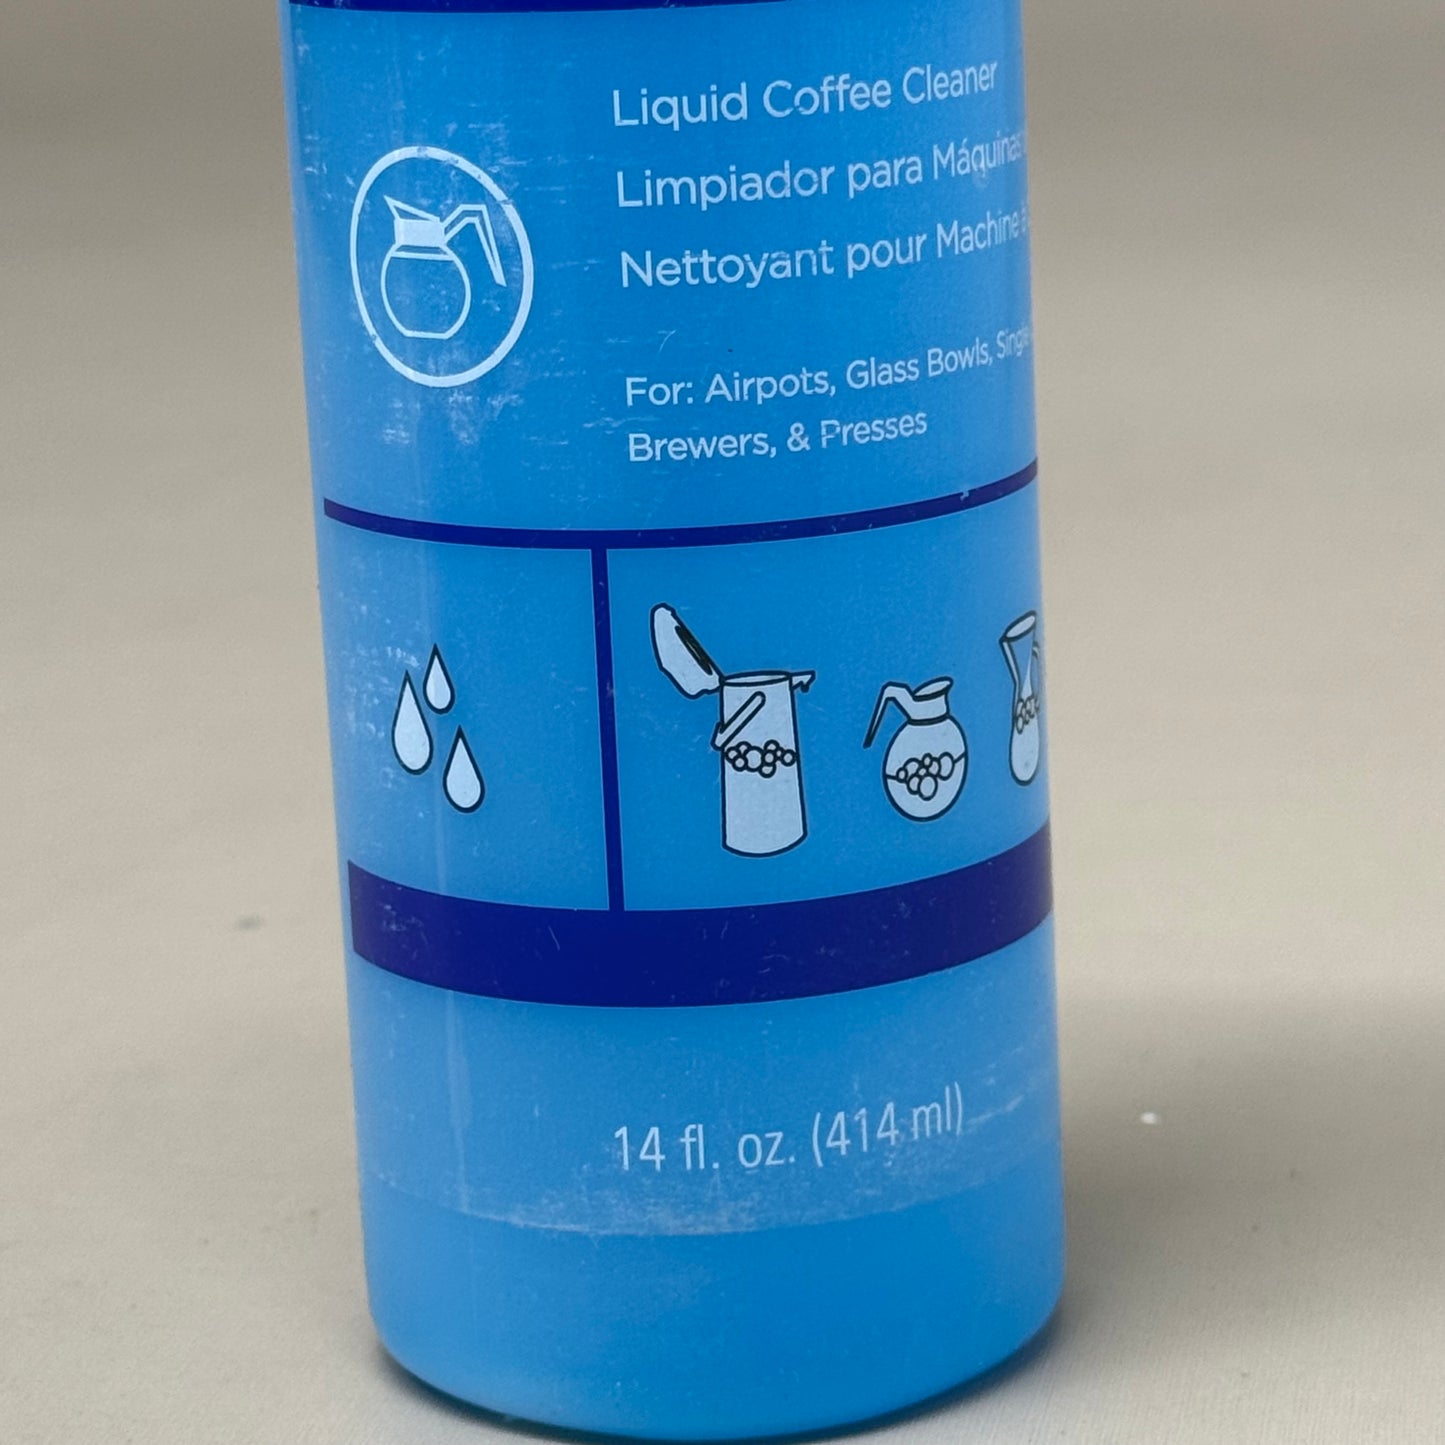 Liquid Coffee Cleaner
Limpiador para Máquinas
Nettoyant pour Machine à
For: Airpots, Glass Bowls, Single
Brewers, & Presses
14 fl. oz. (414 ml)